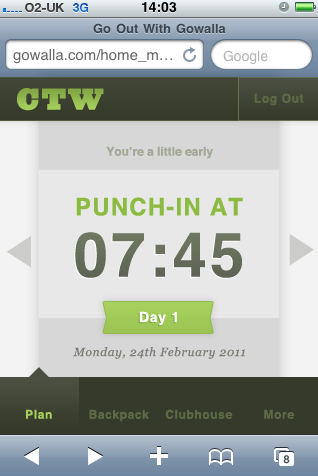 O2-UK 3G 14:03
Go Out With Gowalla
gowalla.com/home_m... Google
CTW Log Out
You're a little early
PUNCH-IN AT
07:45
Day 1
Monday, 24th February 2011
Plan Backpack Clubhouse More
8